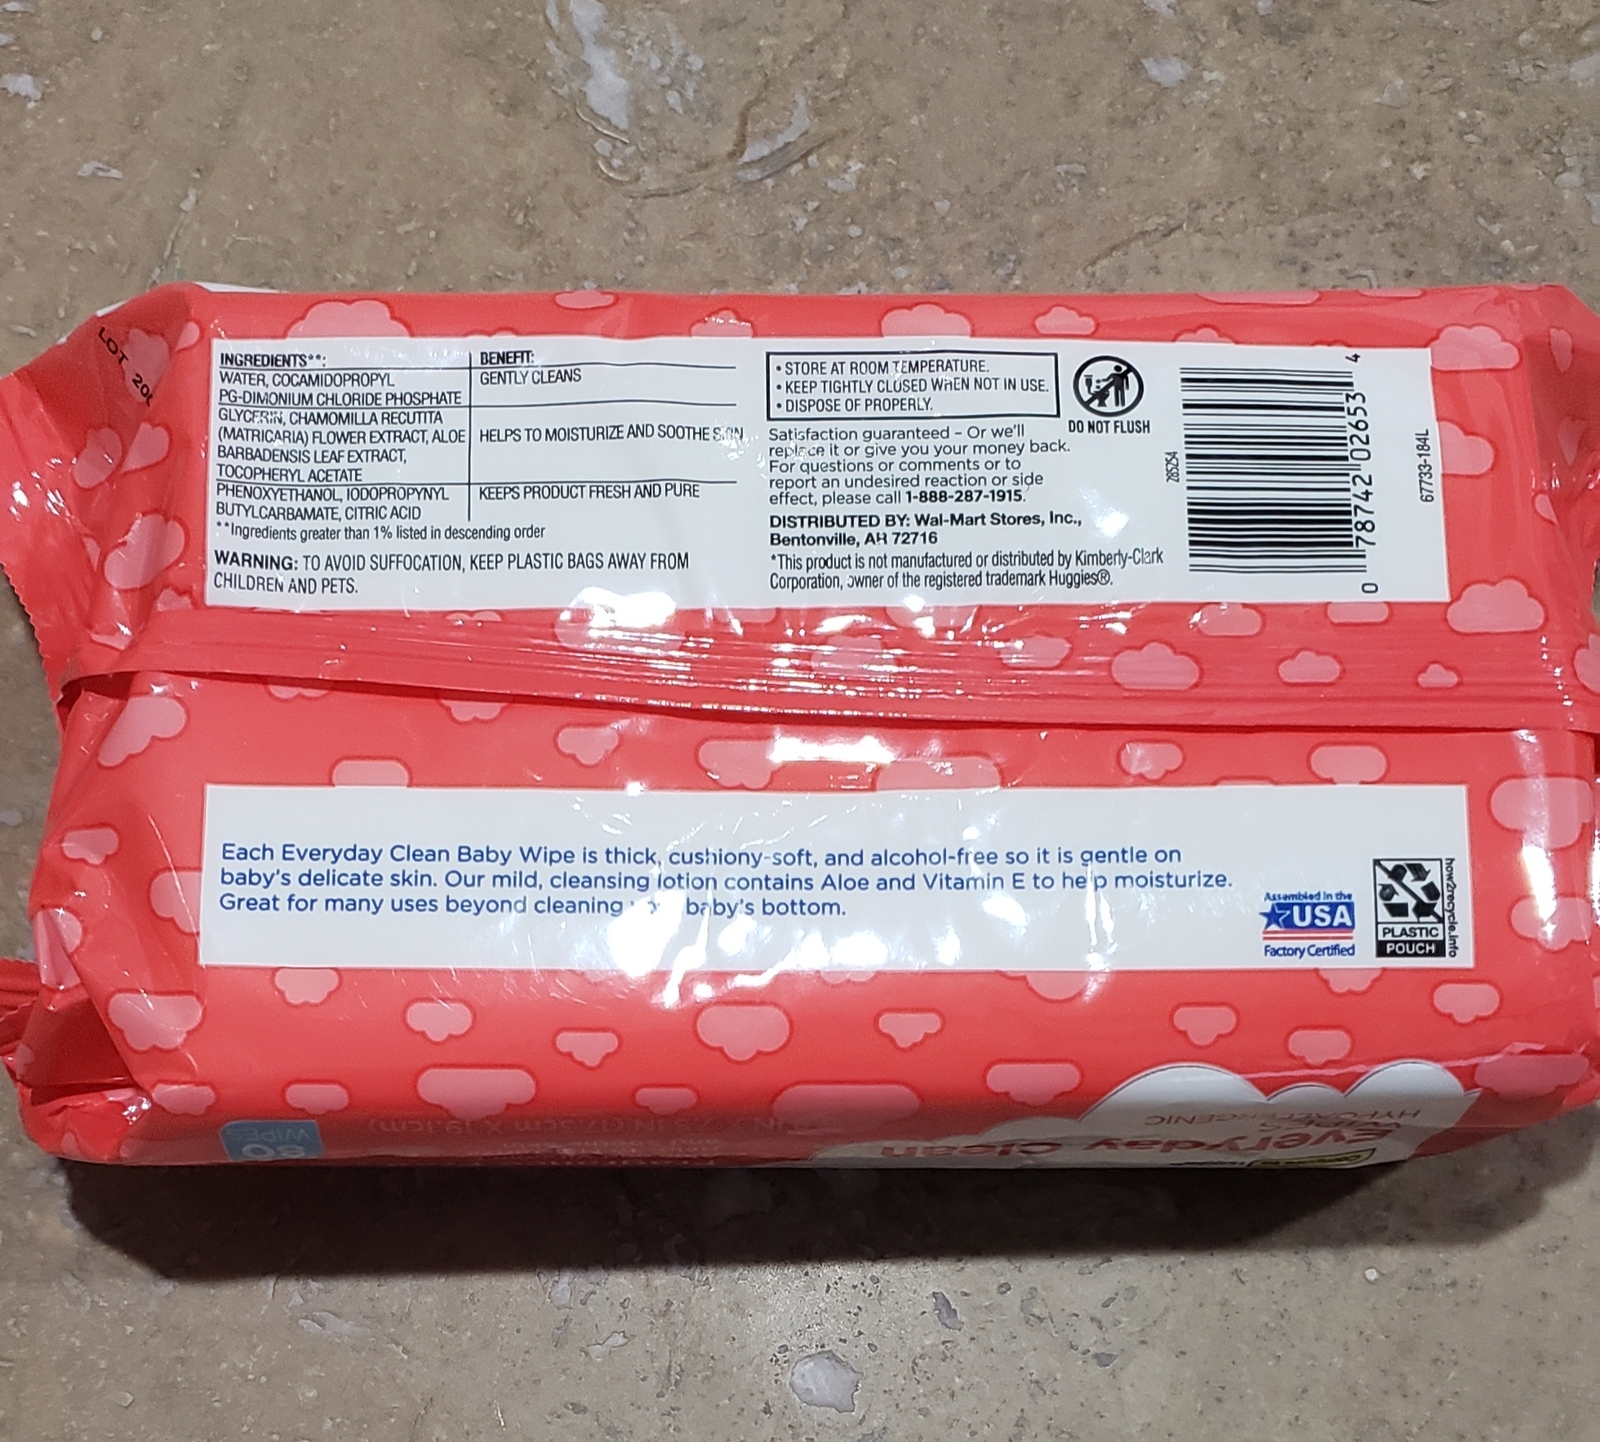 LOT
INGREDIENTS**:
BENEFIT:
WATER, COCAMIDOPROPYL
PG-DIMONIUM CHLORIDE PHOSPHATE
GENTLY CLEANS
GLYCERIN, CHAMOMILLA RECUTITA
(MATRICARIA) FLOWER EXTRACT, ALOE
BARBADENSIS LEAF EXTRACT,
TOCOPHERYL ACETATE
HELPS TO MOISTURIZE AND SOOTHE SKIN
PHENOXYETHANOL, IODOPROPYNYL
BUTYLCARBAMATE, CITRIC ACID
KEEPS PRODUCT FRESH AND PURE
**Ingredients greater than 1% listed in descending order
WARNING: TO AVOID SUFFOCATION, KEEP PLASTIC BAGS AWAY FROM
CHILDREN AND PETS.
• STORE AT ROOM TEMPERATURE.
• KEEP TIGHTLY CLOSED WHEN NOT IN USE.
• DISPOSE OF PROPERLY.
DO NOT FLUSH
Satisfaction guaranteed – Or we'll
replace it or give you your money back.
For questions or comments or to
report an undesired reaction or side
effect, please call 1-888-287-1915.
DISTRIBUTED BY: Wal-Mart Stores, Inc.,
Bentonville, AR 72716
*This product is not manufactured or distributed by Kimberly-Clark
Corporation, owner of the registered trademark Huggies®.
285254
0 78742 02653 4
67733-184L
Each Everyday Clean Baby Wipe is thick, cushiony-soft, and alcohol-free so it is gentle on
baby's delicate skin. Our mild, cleansing lotion contains Aloe and Vitamin E to help moisturize.
Great for many uses beyond cleaning baby's bottom.
Assembled in the
USA
Factory Certified
PLASTIC
POUCH
how2recycle.info
Everyday Clean
WIPES
HYPOALLERGENIC
80
WIPES
(17.3cm X 19.1cm)